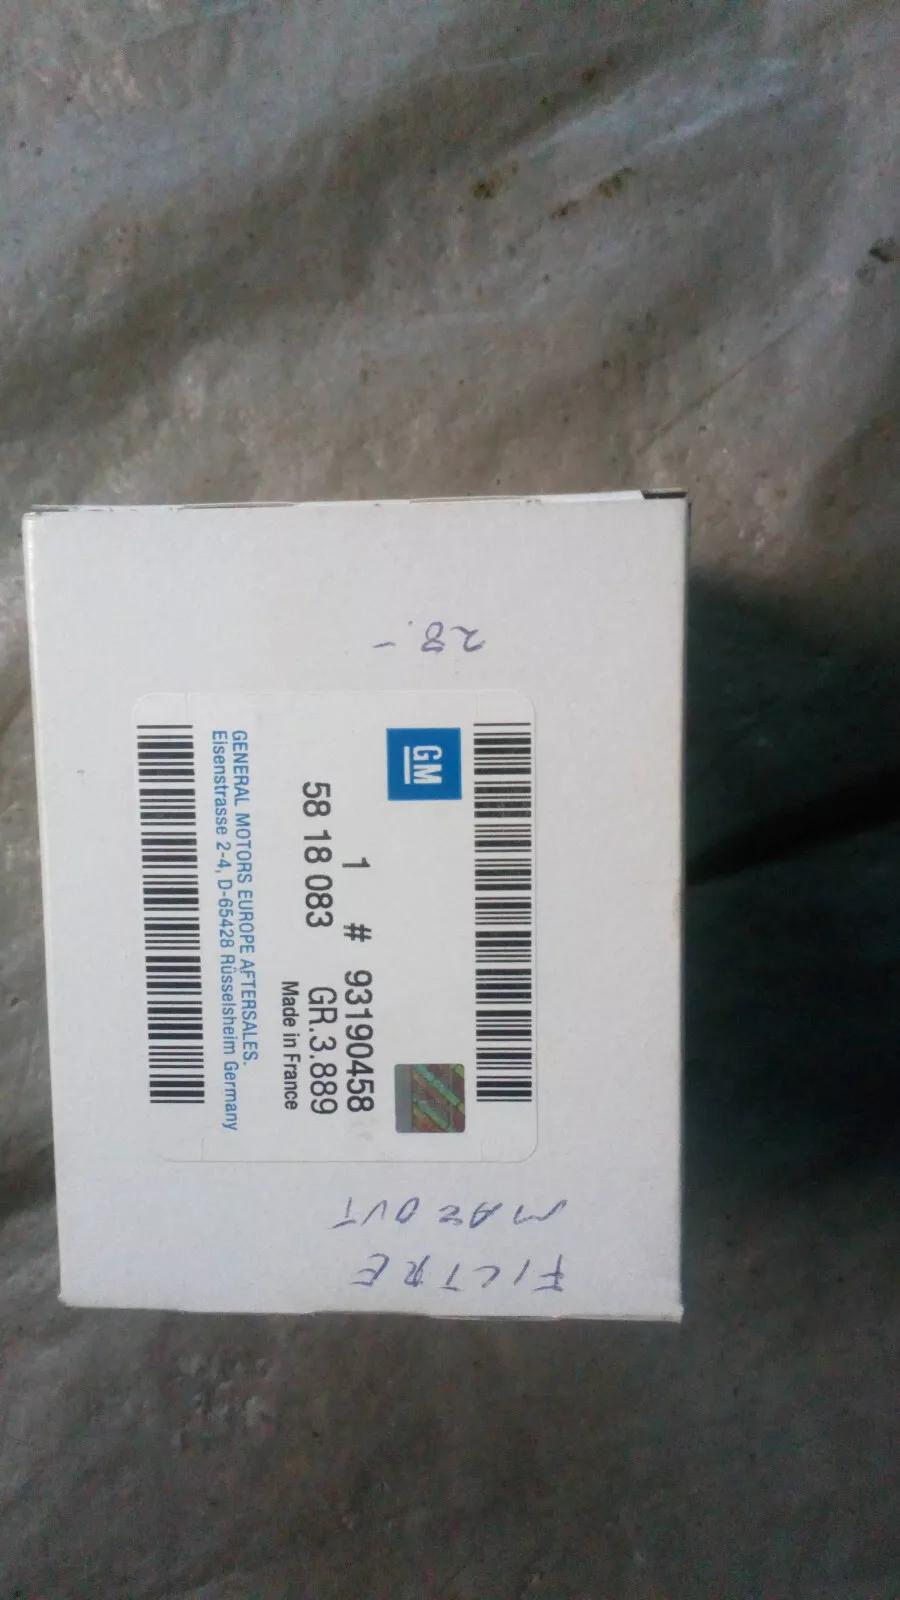 28.-
GM
1 # 93190458
58 18 083 GR.3.889
Made in France
GENERAL MOTORS EUROPE AFTERSALES.
Eisenstrasse 2-4, D-65428 Rüsselsheim Germany
FILTRE
MAZOUT